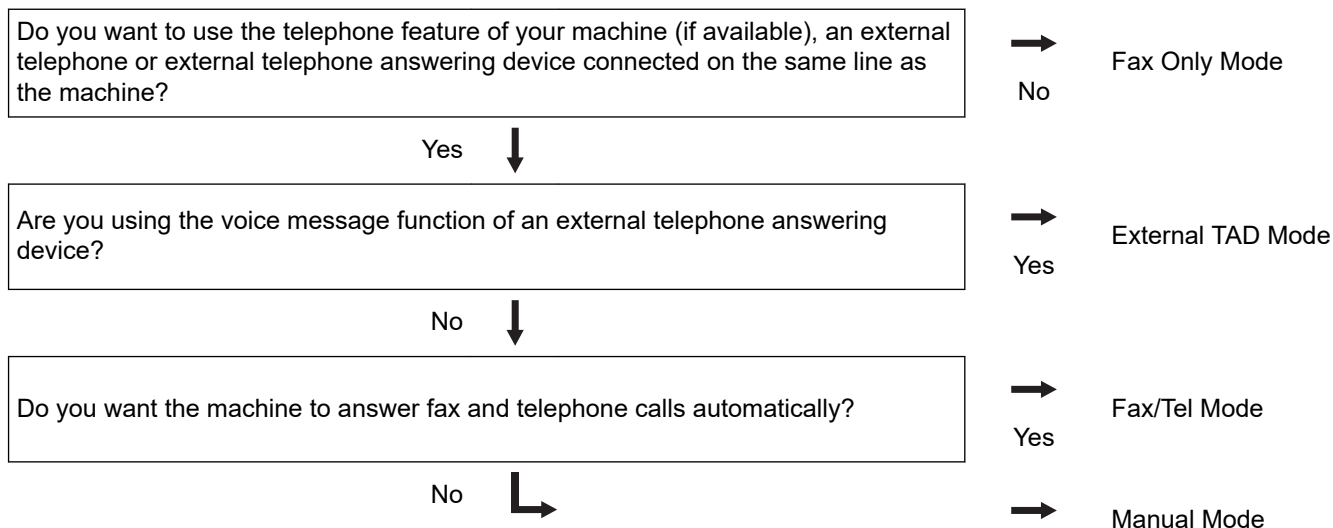 Do you want to use the telephone feature of your machine (if available), an external
telephone or external telephone answering device connected on the same line as
the machine?
No
Fax Only Mode
Yes
Are you using the voice message function of an external telephone answering
device?
Yes
External TAD Mode
No
Do you want the machine to answer fax and telephone calls automatically?
Yes
Fax/Tel Mode
No
Manual Mode